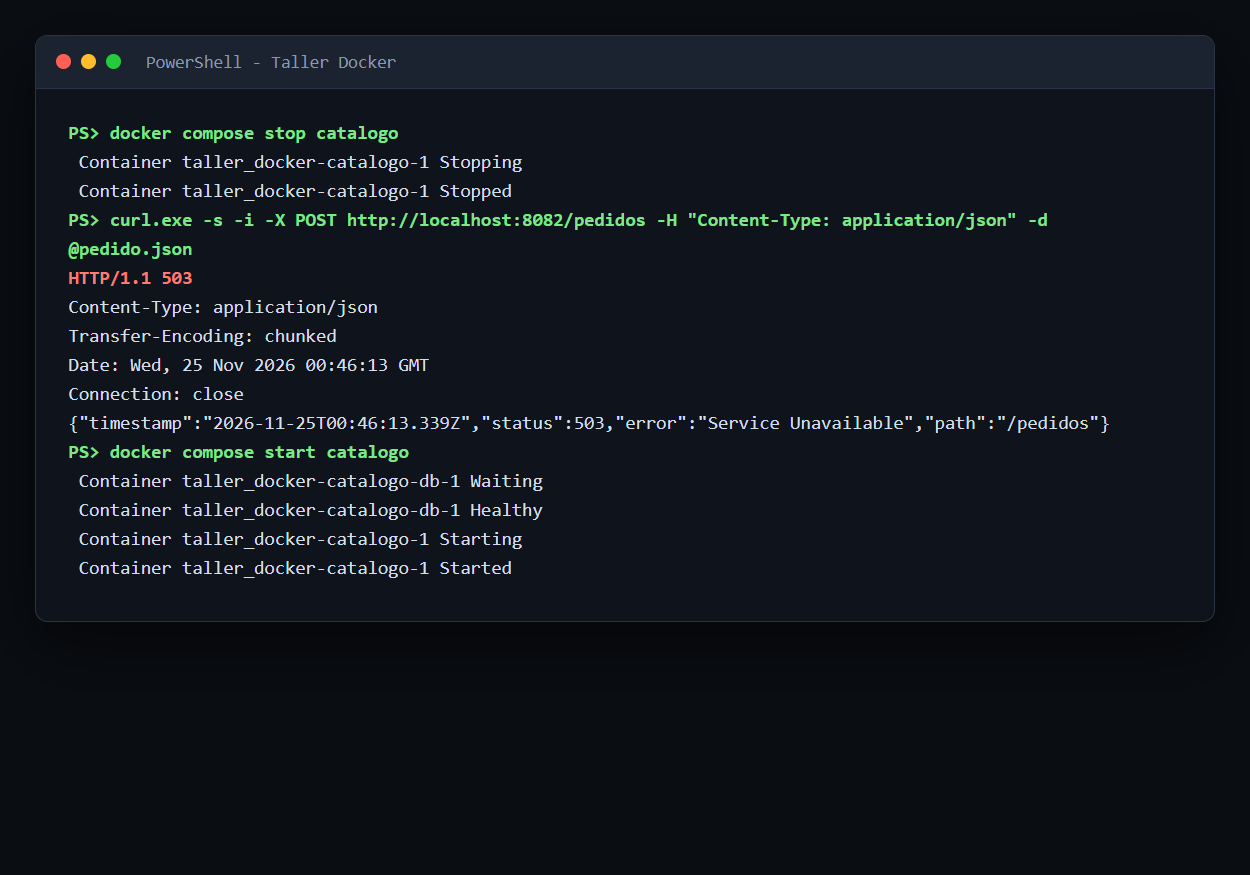 PowerShell - Taller Docker
PS> docker compose stop catalogo
Container taller_docker-catalogo-1 Stopping
Container taller_docker-catalogo-1 Stopped
PS> curl.exe -s -i -X POST http://localhost:8082/pedidos -H "Content-Type: application/json" -d
@pedido.json
HTTP/1.1 503
Content-Type: application/json
Transfer-Encoding: chunked
Date: Wed, 25 Nov 2026 00:46:13 GMT
Connection: close
{"timestamp":"2026-11-25T00:46:13.339Z","status":503,"error":"Service Unavailable","path":"/pedidos"}
PS> docker compose start catalogo
Container taller_docker-catalogo-db-1 Waiting
Container taller_docker-catalogo-db-1 Healthy
Container taller_docker-catalogo-1 Starting
Container taller_docker-catalogo-1 Started